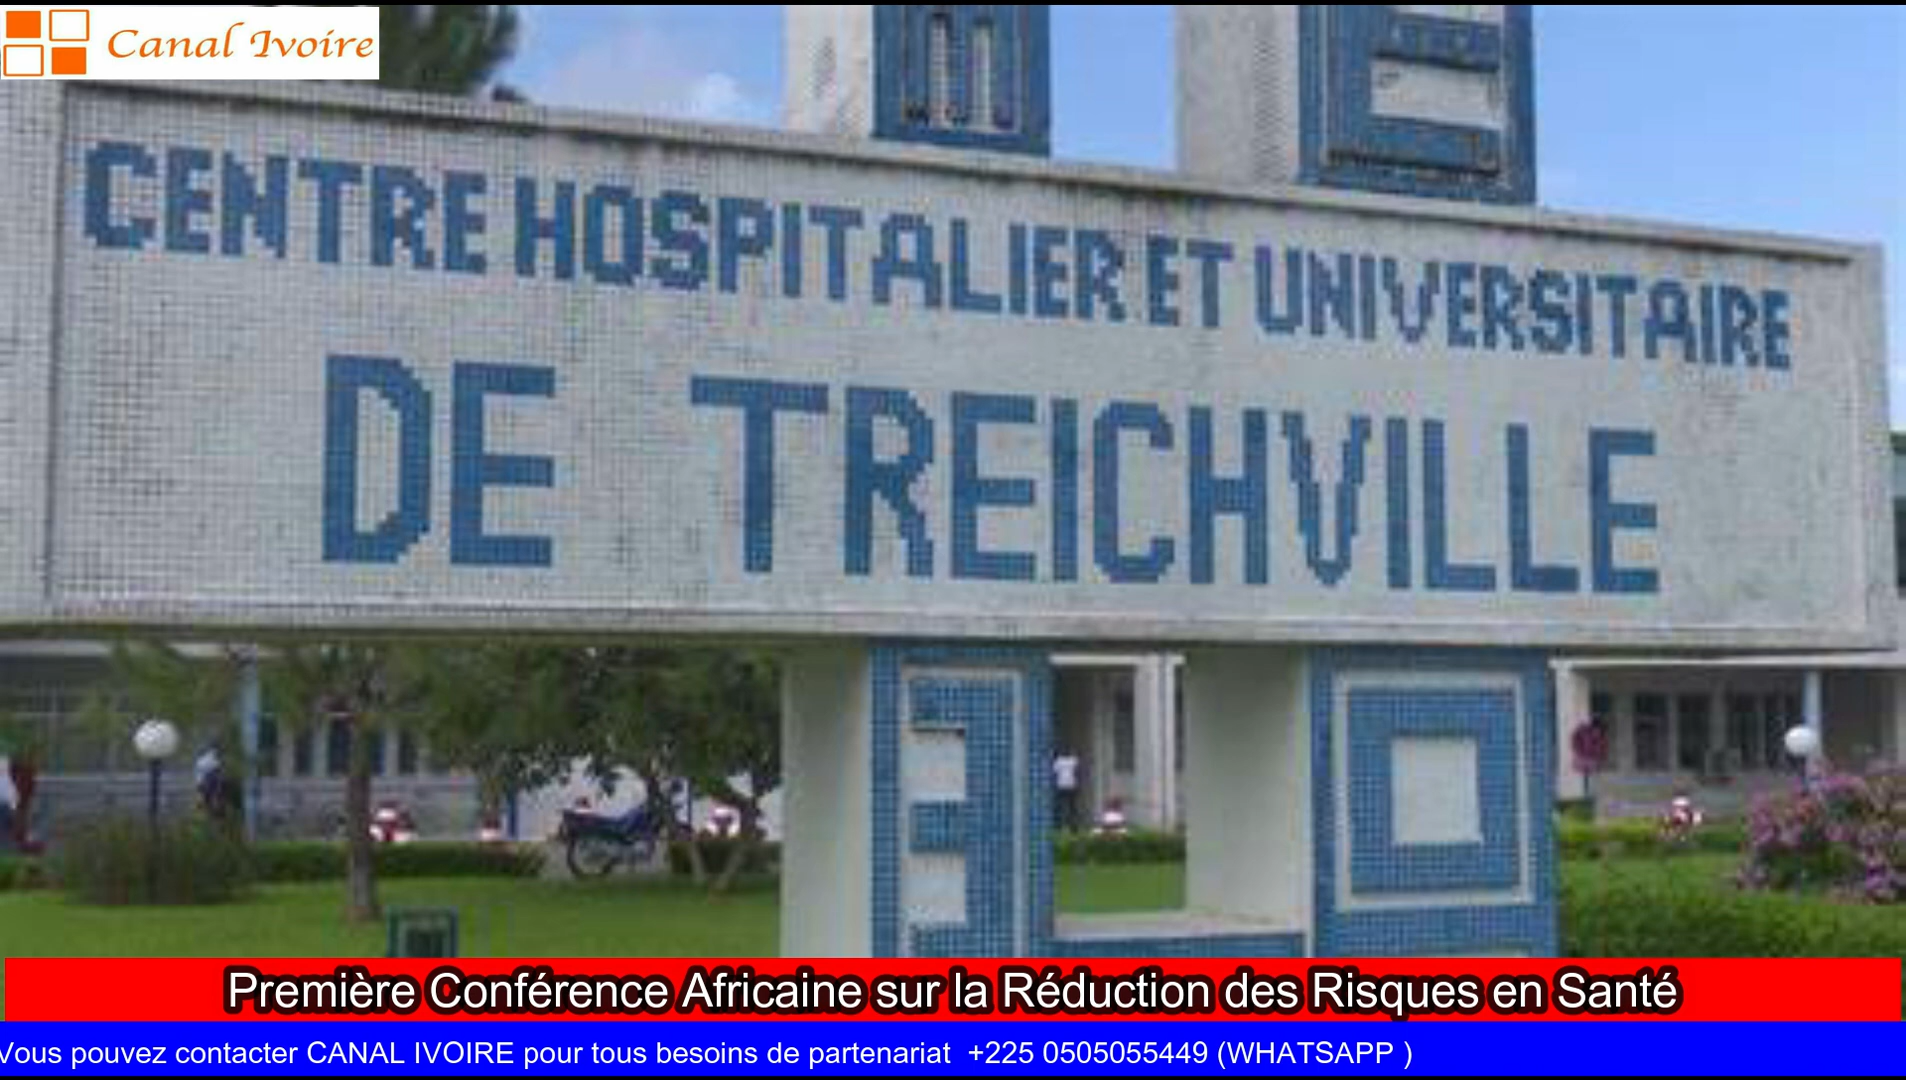 Canal Ivoire
CENTRE HOSPITALIER ET UNIVERSITAIRE
DE TREICHVILLE
Première Conférence Africaine sur la Réduction des Risques en Santé
Vous pouvez contacter CANAL IVOIRE pour tous besoins de partenariat +225 0505055449 (WHATSAPP )